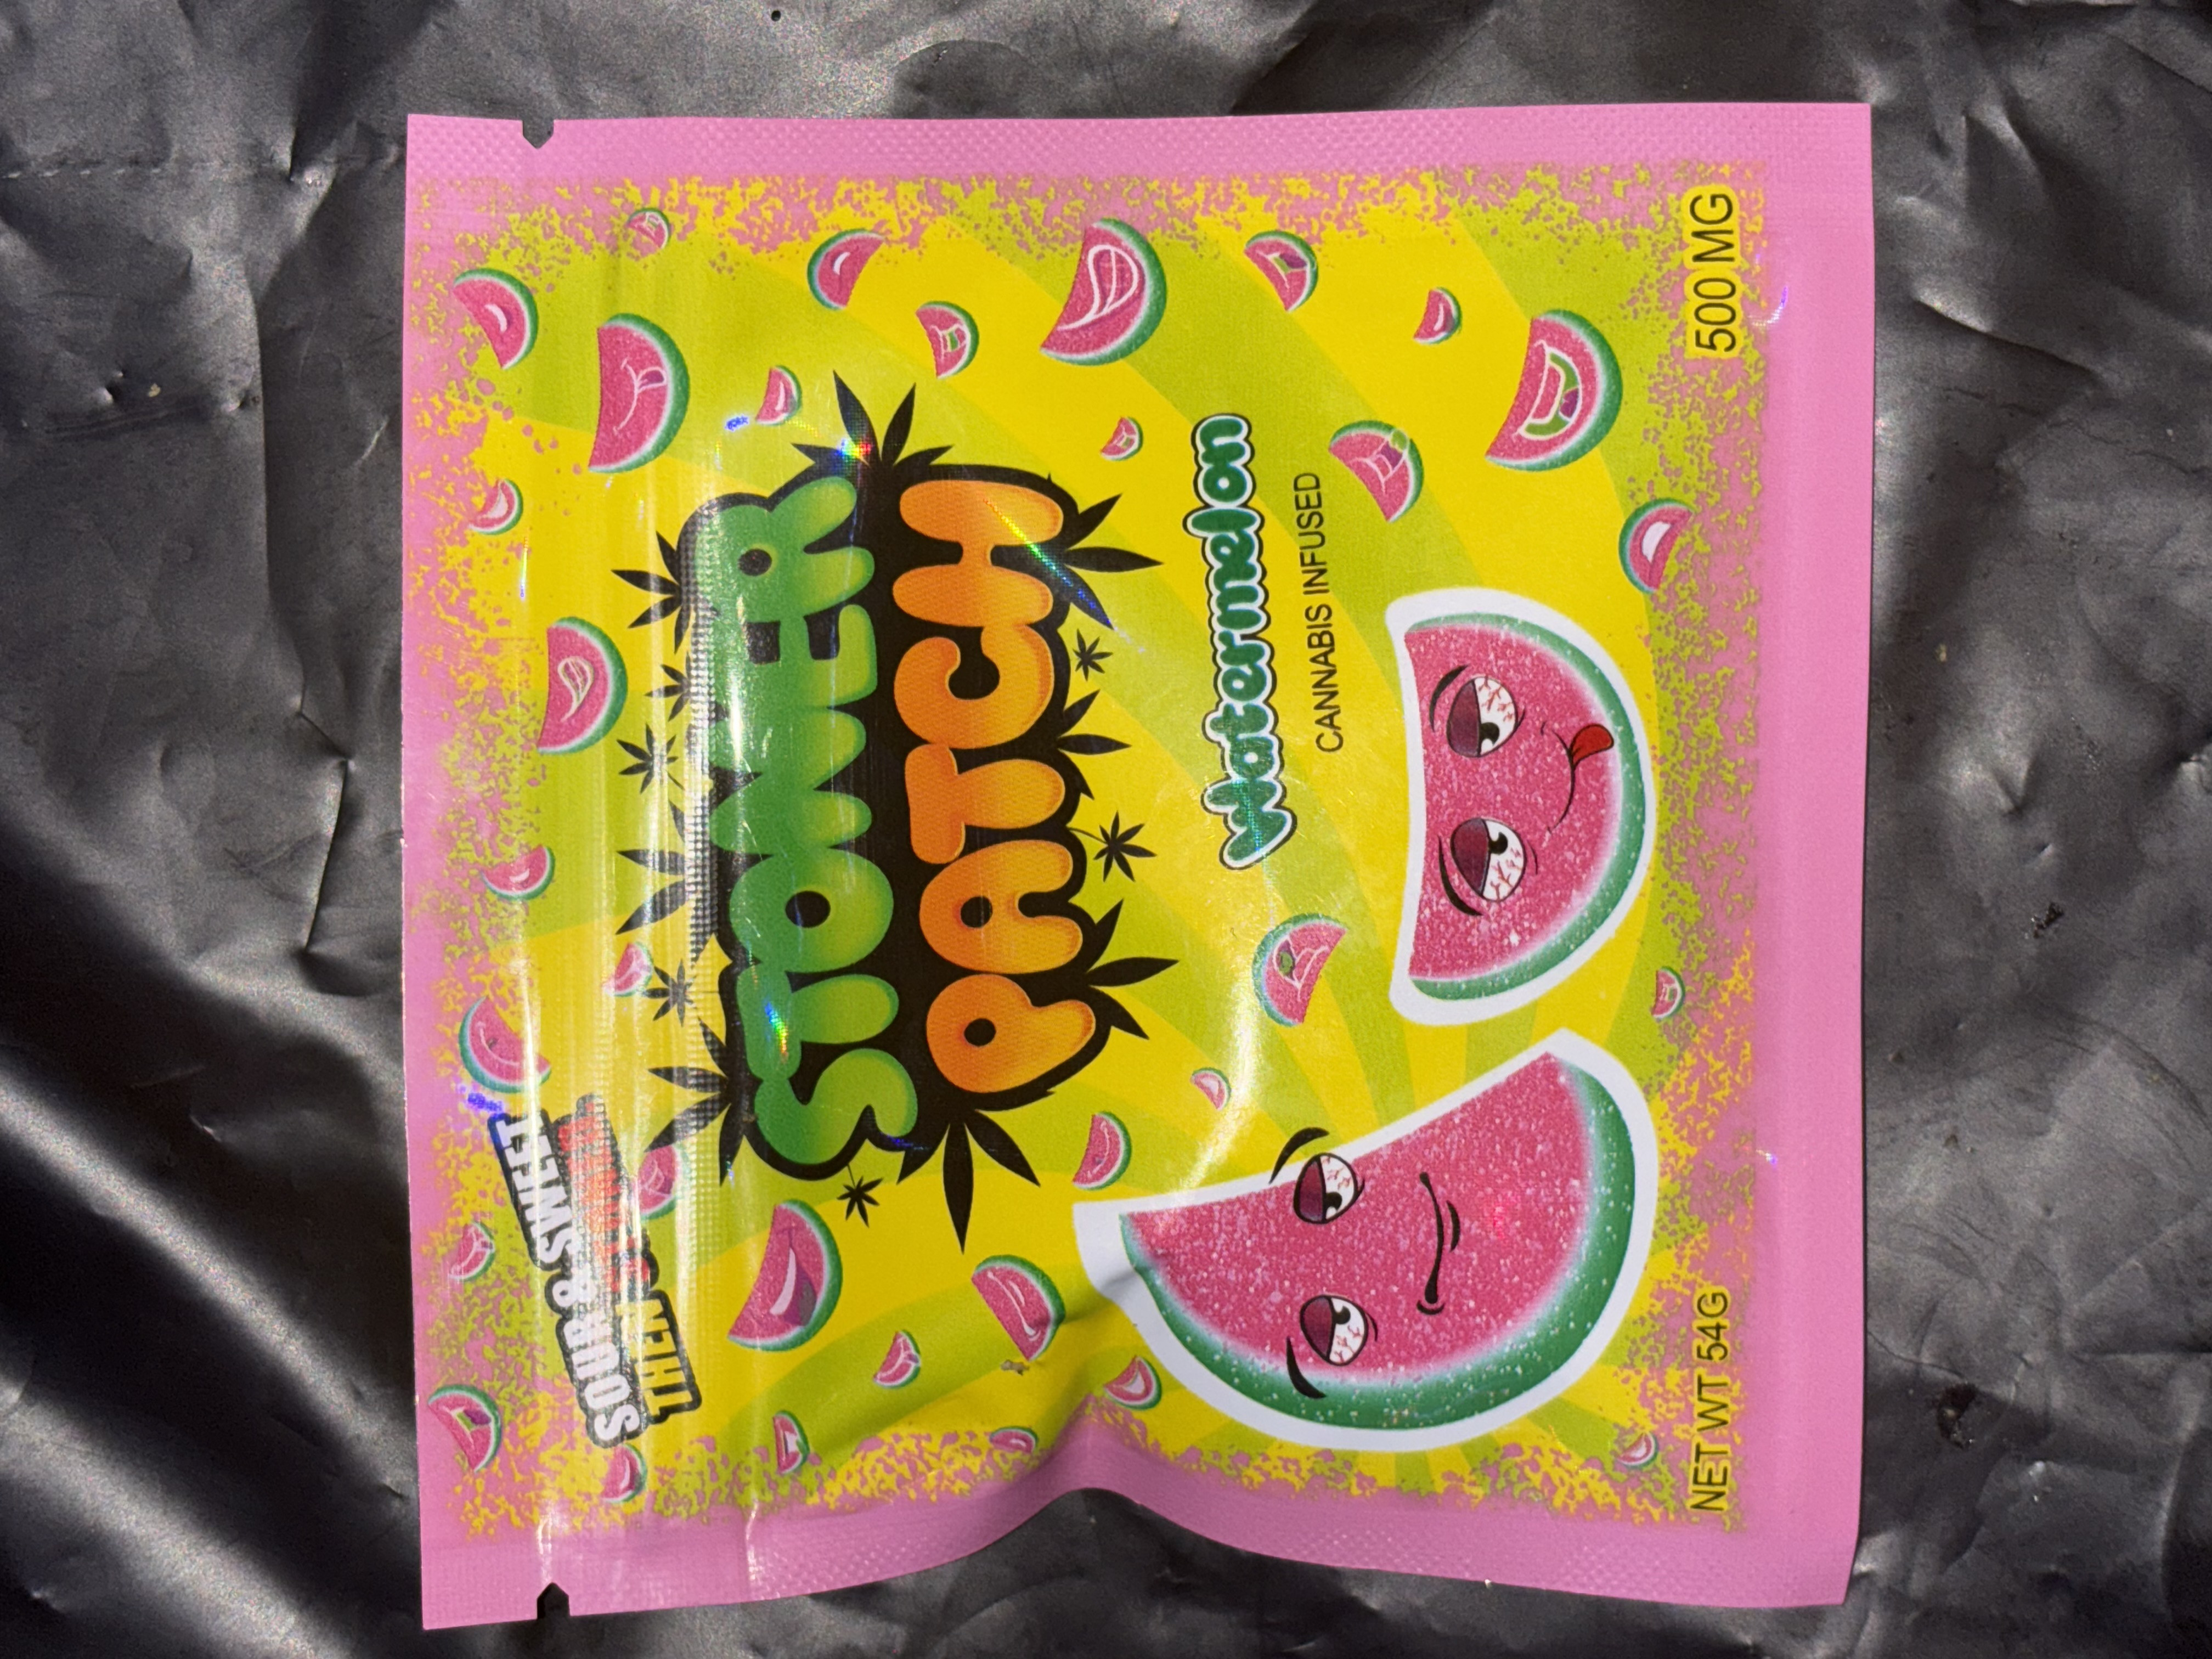 SOUR & SWEET
THEN STONED.
STONER
PATCH
Watermelon
CANNABIS INFUSED
NET WT 54G
500 MG